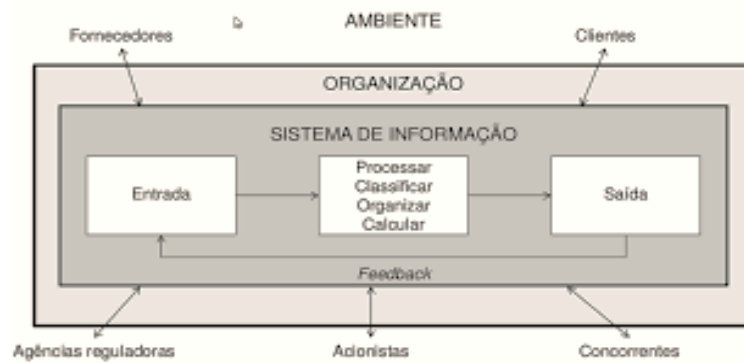 AMBIENTE
Fornecedores
Clientes
ORGANIZAÇÃO
SISTEMA DE INFORMAÇÃO
Entrada
Processar
Classificar
Organizar
Calcular
Saída
Feedback
Agências reguladoras
Acionistas
Concorrentes